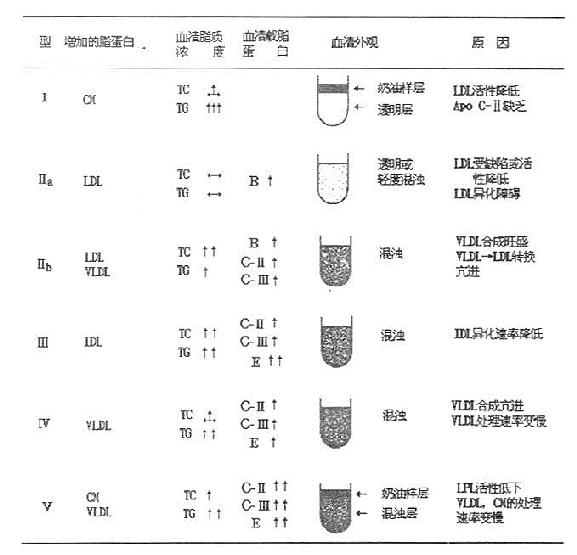 型 增加的脂蛋白 血清脂质浓度 血清载脂蛋白 血清外观 原因
I CM TC ↑ 奶油样层 LDL活性降低
TG ↑↑↑ 透明层 Apo C-Ⅱ缺乏
Ⅱa LDL TC ↔ B ↑ 透明或轻度混浊 LDL受缺陷或活性降低
TG ↔ LDL异化障碍
Ⅱb LDL TC ↑↑ B ↑ 混浊 VLDL合成旺盛
VLDL TG ↑ C-Ⅱ ↑ VLDL→LDL转换亢进
C-Ⅲ ↑
Ⅲ LDL TC ↑↑ C-Ⅱ ↑ 混浊 IDL异化速率降低
TG ↑↑ C-Ⅲ ↑
E ↑↑
Ⅳ VLDL TC C-Ⅱ ↑ 混浊 VLDL合成亢进
TG ↑↑ C-Ⅲ ↑ VLDL处理速率变慢
E ↑
Ⅴ CM TC ↑ C-Ⅱ ↑↑ 奶油样层 LPL活性低下
VLDL TG ↑↑ C-Ⅲ ↑↑ 混浊层 VLDL，CM的处理速率变慢
E ↑↑